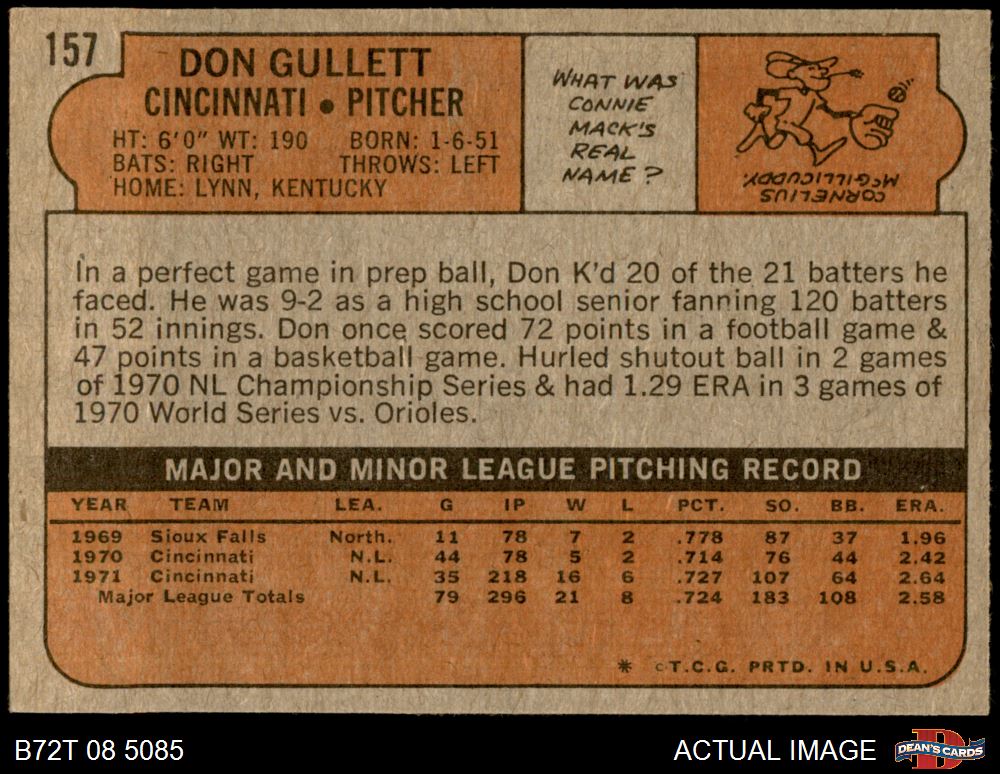 157
DON GULLETT
CINCINNATI • PITCHER
HT: 6'0" WT: 190 BORN: 1-6-51
BATS: RIGHT THROWS: LEFT
HOME: LYNN, KENTUCKY
WHAT WAS
CONNIE
MACK'S
REAL
NAME?
CORNELIUS
McGILLICUDDY.
In a perfect game in prep ball, Don K'd 20 of the 21 batters he
faced. He was 9-2 as a high school senior fanning 120 batters
in 52 innings. Don once scored 72 points in a football game &
47 points in a basketball game. Hurled shutout ball in 2 games
of 1970 NL Championship Series & had 1.29 ERA in 3 games of
1970 World Series vs. Orioles.
MAJOR AND MINOR LEAGUE PITCHING RECORD
YEAR TEAM LEA. G IP W L PCT. SO. BB. ERA.
1969 Sioux Falls North. 11 78 7 2 .778 87 37 1.96
1970 Cincinnati N.L. 44 78 5 2 .714 76 44 2.42
1971 Cincinnati N.L. 35 218 16 6 .727 107 64 2.64
Major League Totals 79 296 21 8 .724 183 108 2.58
* © T.C.G. PRTD. IN U.S.A.
B72T 08 5085
ACTUAL IMAGE
D
DEAN'S CARDS